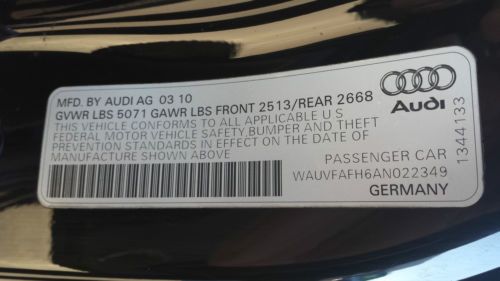 MFD. BY AUDI AG 03 10
GVWR LBS 5071 GAWR LBS FRONT 2513/REAR 2668
THIS VEHICLE CONFORMS TO ALL APPLICABLE U S
FEDERAL MOTOR VEHICLE SAFETY,BUMPER AND THEFT
PREVENTION STANDARDS IN EFFECT ON THE DATE OF
MANUFACTURE SHOWN ABOVE
PASSENGER CAR
WAUVFAFH6AN022349
GERMANY
Audi
1344133